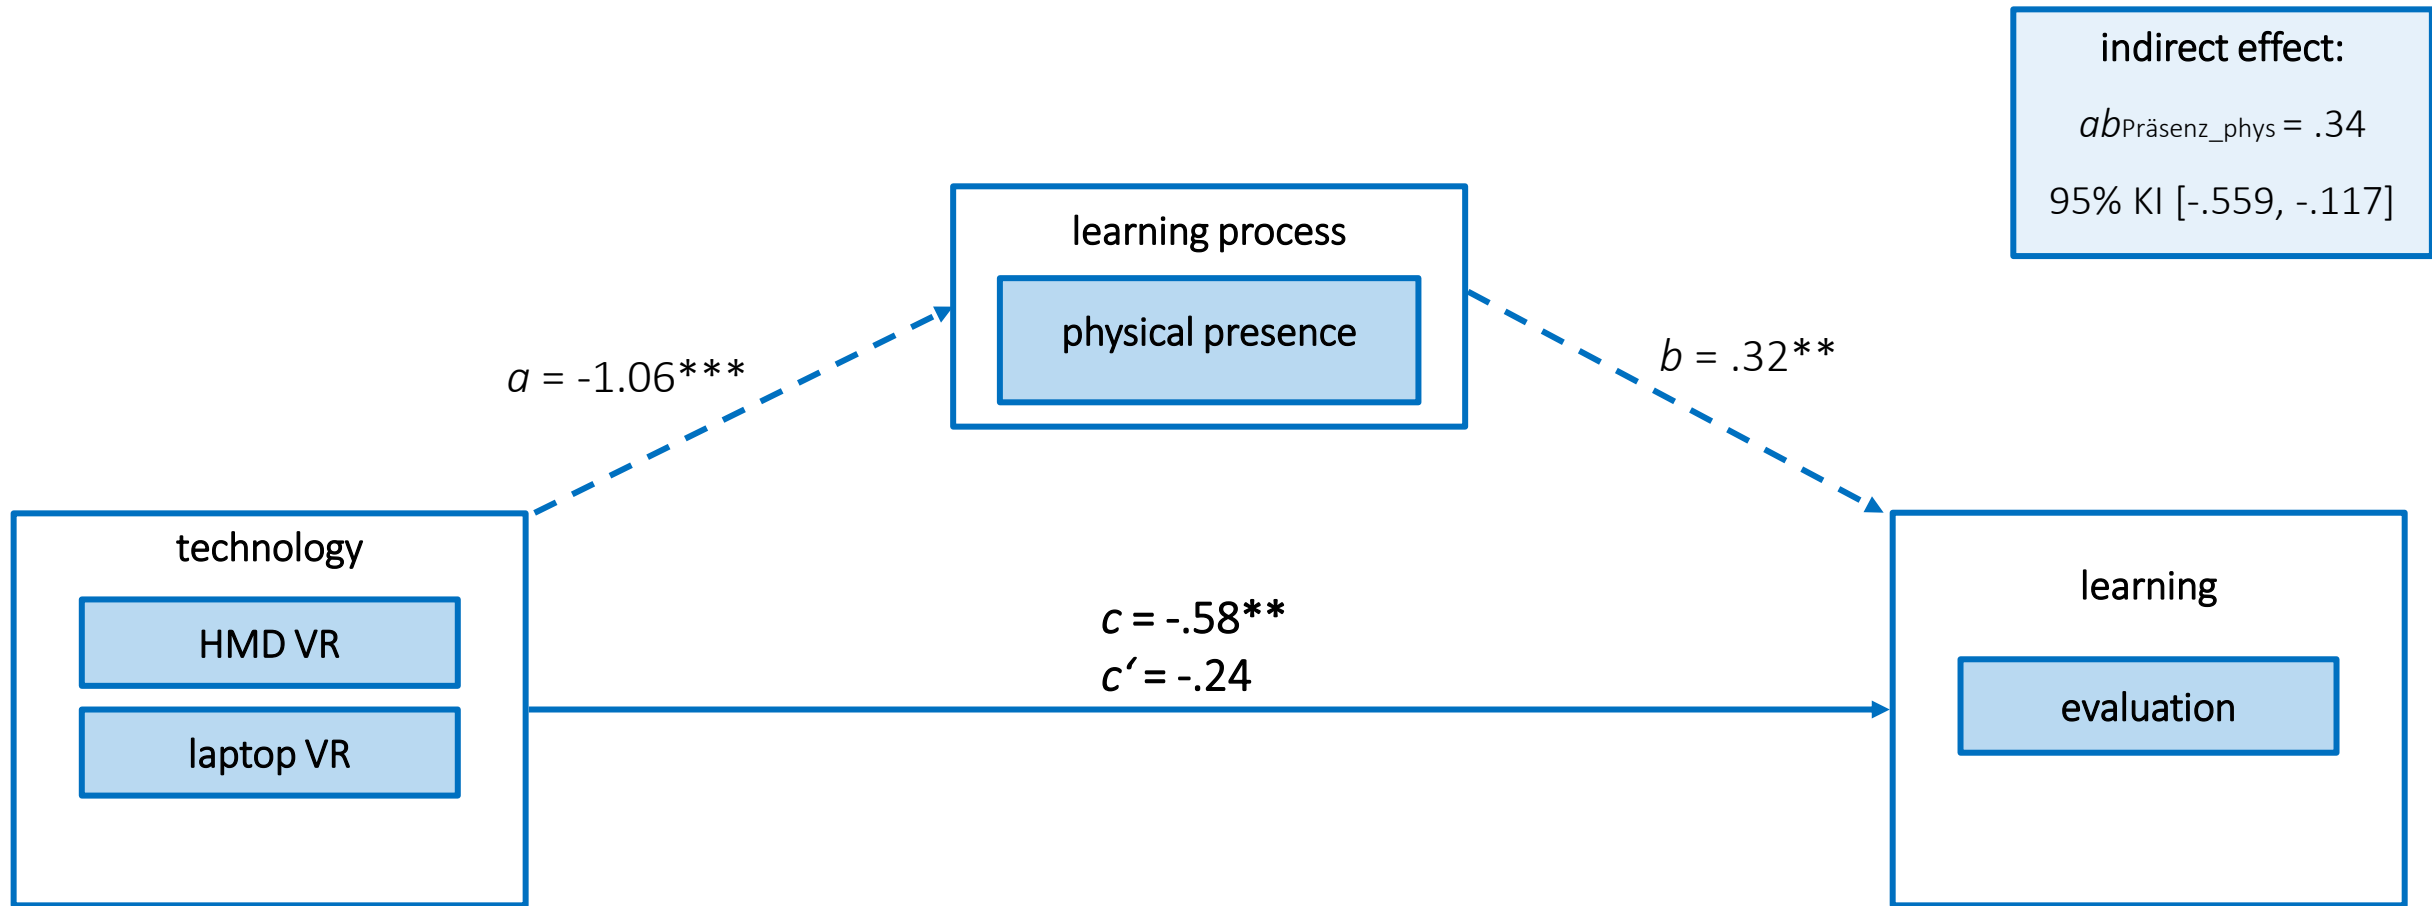 indirect effect:
abPräsenz_phys = .34
95% KI [-.559, -.117]
learning process
physical presence
a = -1.06***
b = .32**
technology
HMD VR
laptop VR
c = -.58**
c‘ = -.24
learning
evaluation